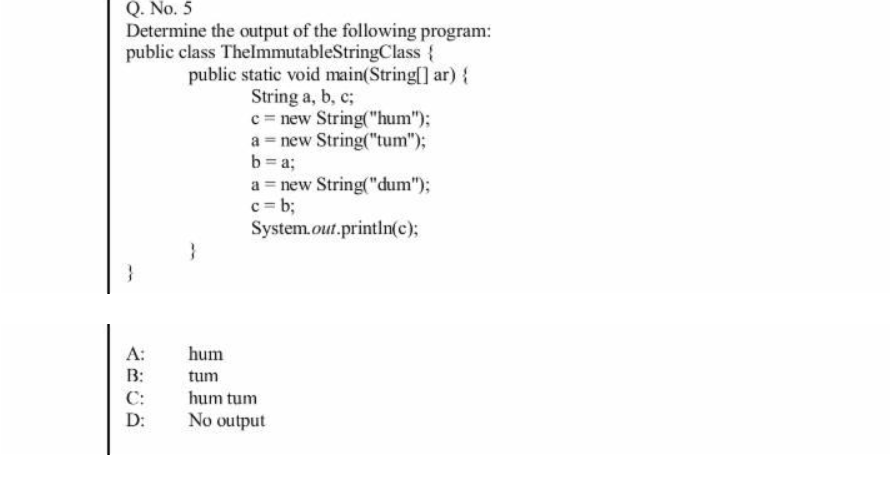 Q. No. 5
Determine the output of the following program:
public class TheImmutableStringClass {
public static void main(String[] ar) {
String a, b, c;
c = new String("hum");
a = new String("tum");
b = a;
a = new String("dum");
c = b;
System.out.println(c);
}
}
A: hum
B: tum
C: hum tum
D: No output